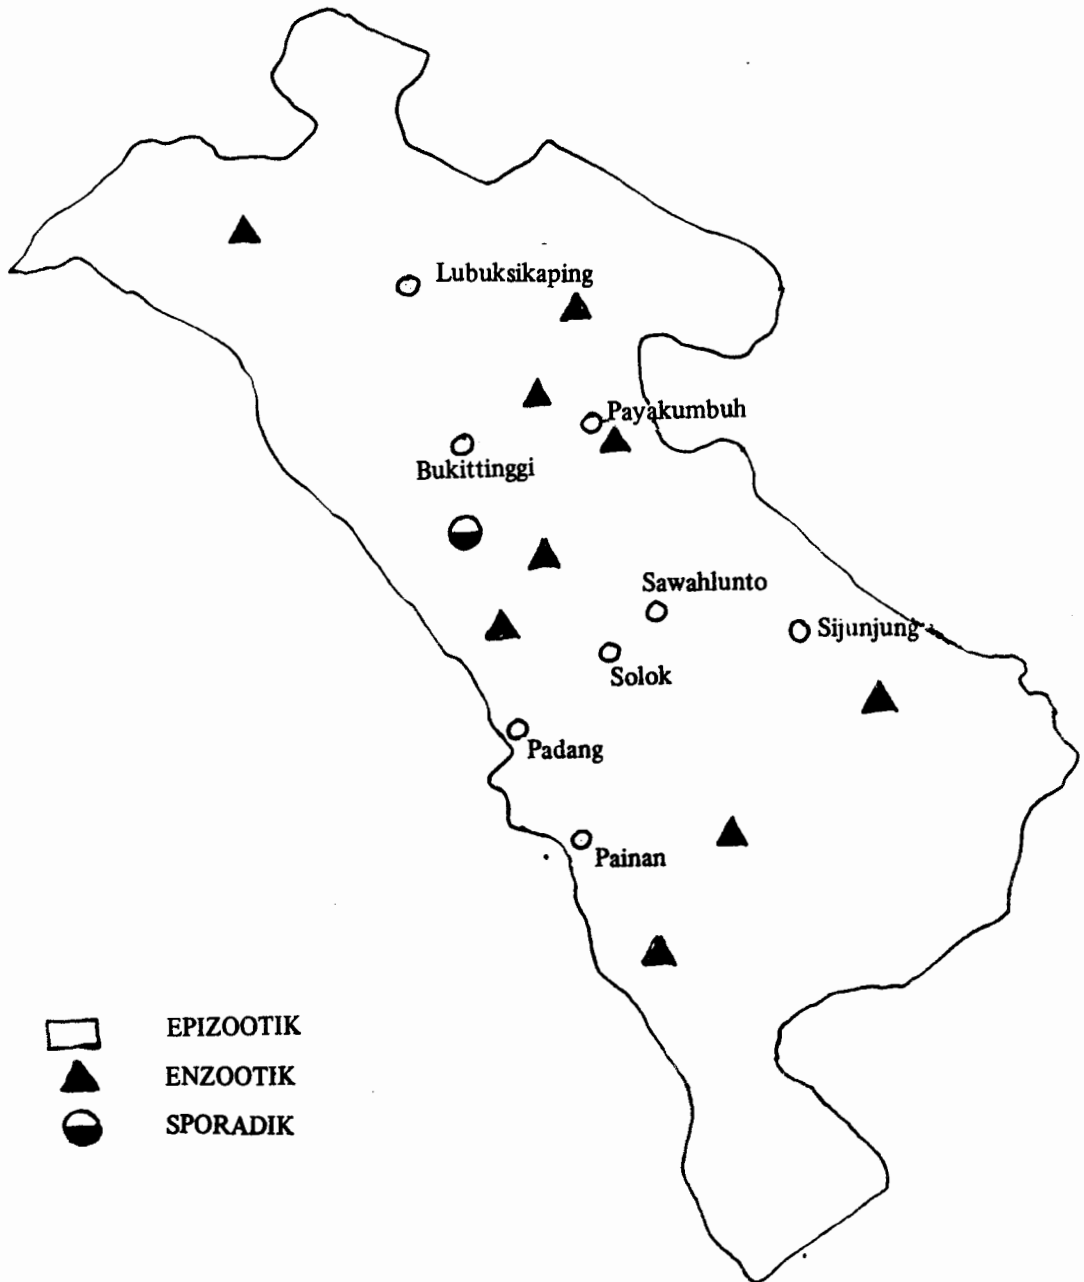 Lubuksikaping
Payakumbuh
Bukittinggi
Sawahlunto
Sijunjung
Solok
Padang
Painan
EPIZOOTIK
ENZOOTIK
SPORADIK